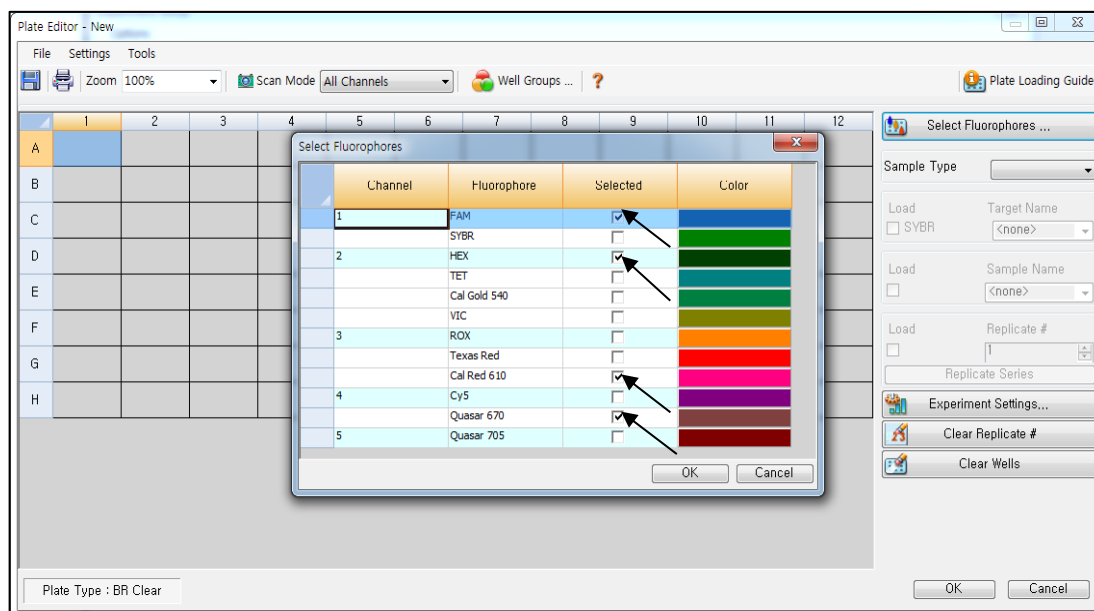 Plate Editor - New
File Settings Tools
Zoom 100% Scan Mode All Channels Well Groups ... ? Plate Loading Guide
1 2 3 4 5 6 7 8 9 10 11 12
A
B
C
D
E
F
G
H
Select Fluorophores
Channel Fluorophore Selected Color
1 FAM
SYBR
2 HEX
TET
Cal Gold 540
VIC
3 ROX
Texas Red
Cal Red 610
4 Cy5
Quasar 670
5 Quasar 705
OK Cancel
Select Fluorophores ...
Sample Type
Load Target Name
SYBR <none>
Load Sample Name
<none>
Load Replicate #
1
Replicate Series
Experiment Settings...
Clear Replicate #
Clear Wells
Plate Type : BR Clear
OK Cancel